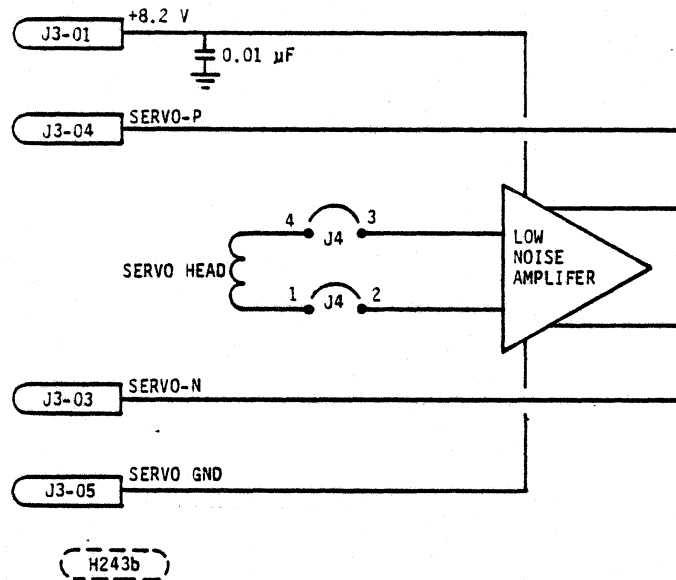 J3-01
+8.2 V
0.01 µF
J3-04
SERVO-P
4
3
J4
SERVO HEAD
1
J4
2
LOW
NOISE
AMPLIFER
J3-03
SERVO-N
J3-05
SERVO GND
H243b